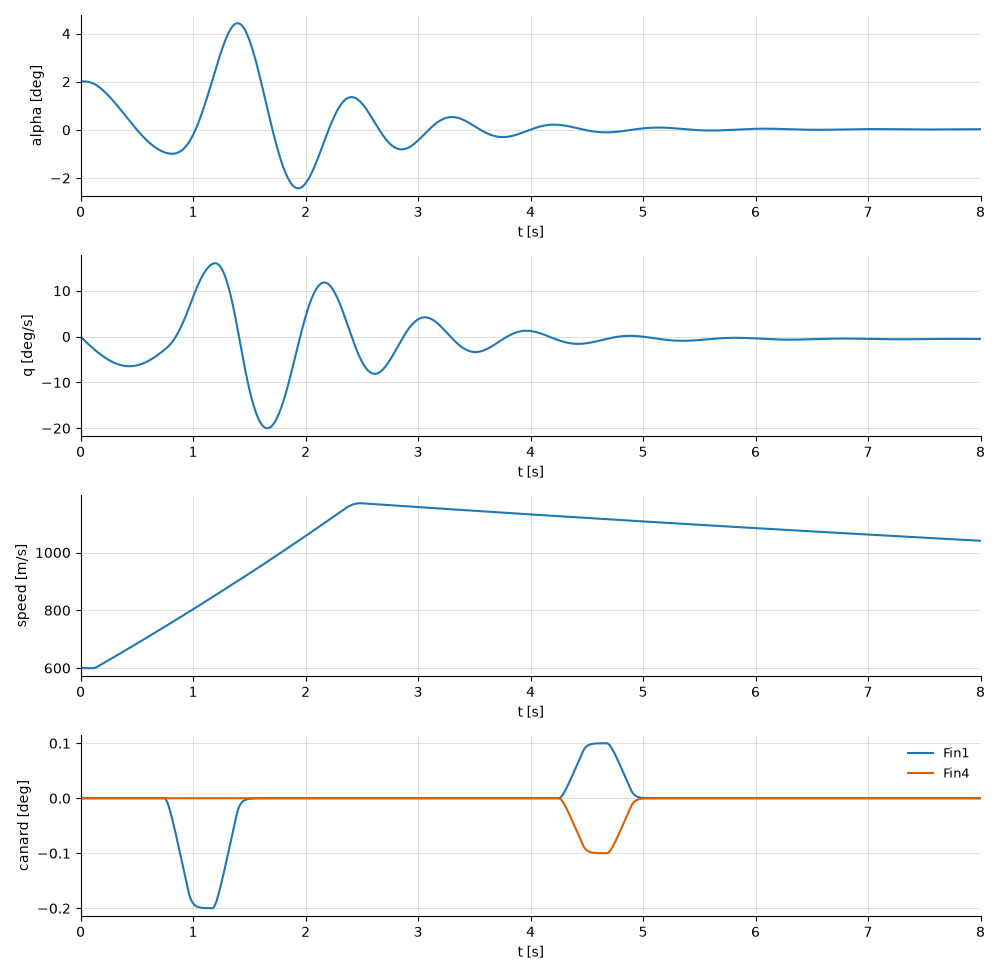 alpha [deg]
4
2
0
−2
0 1 2 3 4 5 6 7 8
t [s]
q [deg/s]
10
0
−10
−20
0 1 2 3 4 5 6 7 8
t [s]
speed [m/s]
1000
800
600
0 1 2 3 4 5 6 7 8
t [s]
canard [deg]
0.1
0.0
−0.1
−0.2
Fin1
Fin4
0 1 2 3 4 5 6 7 8
t [s]